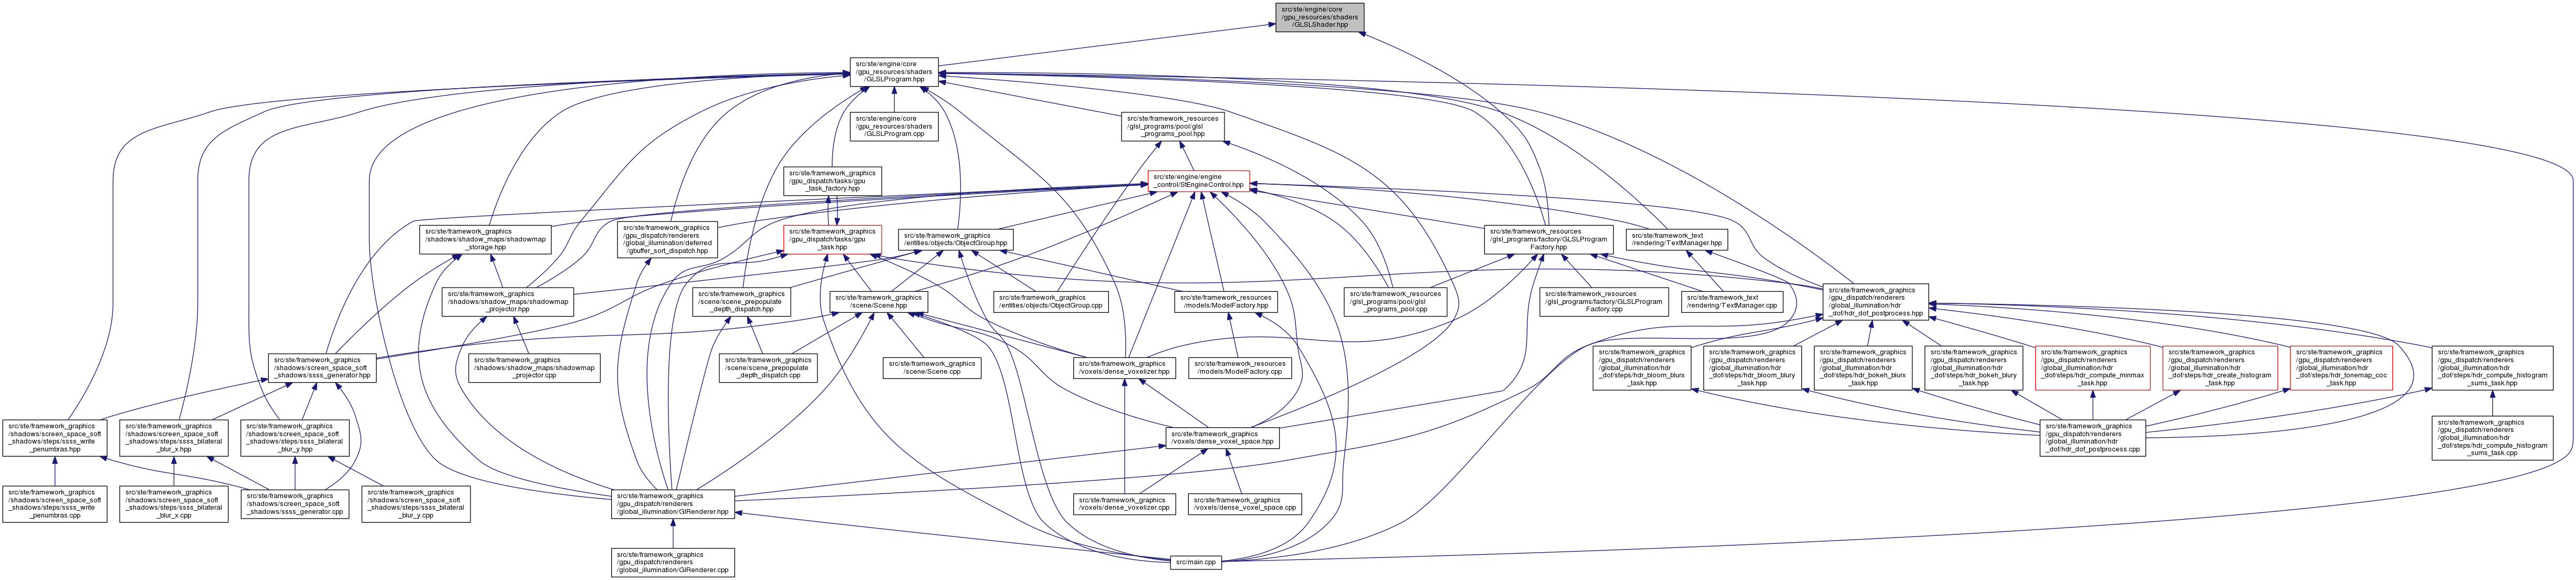 src/ste/engine/core
/gpu_resources/shaders
/GLSLShader.hpp
src/ste/engine/core
/gpu_resources/shaders
/GLSLProgram.hpp
src/ste/engine/core
/gpu_resources/shaders
/GLSLProgram.cpp
src/ste/framework_resources
/glsl_programs/pool/glsl
_programs_pool.hpp
src/ste/framework_graphics
/gpu_dispatch/tasks/gpu
_task_factory.hpp
src/ste/engine/engine
_control/StEngineControl.hpp
src/ste/framework_graphics
/shadows/shadow_maps/shadowmap
_storage.hpp
src/ste/framework_graphics
/gpu_dispatch/renderers
/global_illumination/deferred
/gbuffer_sort_dispatch.hpp
src/ste/framework_graphics
/gpu_dispatch/tasks/gpu
_task.hpp
src/ste/framework_graphics
/entities/objects/ObjectGroup.hpp
src/ste/framework_resources
/glsl_programs/factory/GLSLProgram
Factory.hpp
src/ste/framework_text
/rendering/TextManager.hpp
src/ste/framework_graphics
/shadows/shadow_maps/shadowmap
_projector.hpp
src/ste/framework_graphics
/scene/scene_prepopulate
_depth_dispatch.hpp
src/ste/framework_graphics
/scene/Scene.hpp
src/ste/framework_graphics
/entities/objects/ObjectGroup.cpp
src/ste/framework_resources
/models/ModelFactory.hpp
src/ste/framework_resources
/glsl_programs/pool/glsl
_programs_pool.cpp
src/ste/framework_resources
/glsl_programs/factory/GLSLProgram
Factory.cpp
src/ste/framework_text
/rendering/TextManager.cpp
src/ste/framework_graphics
/gpu_dispatch/renderers
/global_illumination/hdr
_dof/hdr_dof_postprocess.hpp
src/ste/framework_graphics
/shadows/screen_space_soft
_shadows/ssss_generator.hpp
src/ste/framework_graphics
/shadows/shadow_maps/shadowmap
_projector.cpp
src/ste/framework_graphics
/scene/scene_prepopulate
_depth_dispatch.cpp
src/ste/framework_graphics
/scene/Scene.cpp
src/ste/framework_graphics
/voxels/dense_voxelizer.hpp
src/ste/framework_resources
/models/ModelFactory.cpp
src/ste/framework_graphics
/gpu_dispatch/renderers
/global_illumination/hdr
_dof/steps/hdr_bloom_blurx
_task.hpp
src/ste/framework_graphics
/gpu_dispatch/renderers
/global_illumination/hdr
_dof/steps/hdr_bloom_blury
_task.hpp
src/ste/framework_graphics
/gpu_dispatch/renderers
/global_illumination/hdr
_dof/steps/hdr_bokeh_blurx
_task.hpp
src/ste/framework_graphics
/gpu_dispatch/renderers
/global_illumination/hdr
_dof/steps/hdr_bokeh_blury
_task.hpp
src/ste/framework_graphics
/gpu_dispatch/renderers
/global_illumination/hdr
_dof/steps/hdr_compute_minmax
_task.hpp
src/ste/framework_graphics
/gpu_dispatch/renderers
/global_illumination/hdr
_dof/steps/hdr_create_histogram
_task.hpp
src/ste/framework_graphics
/gpu_dispatch/renderers
/global_illumination/hdr
_dof/steps/hdr_tonemap_coc
_task.hpp
src/ste/framework_graphics
/gpu_dispatch/renderers
/global_illumination/hdr
_dof/steps/hdr_compute_histogram
_sums_task.hpp
src/ste/framework_graphics
/shadows/screen_space_soft
_shadows/steps/ssss_write
_penumbras.hpp
src/ste/framework_graphics
/shadows/screen_space_soft
_shadows/steps/ssss_bilateral
_blur_x.hpp
src/ste/framework_graphics
/shadows/screen_space_soft
_shadows/steps/ssss_bilateral
_blur_y.hpp
src/ste/framework_graphics
/voxels/dense_voxel_space.hpp
src/ste/framework_graphics
/gpu_dispatch/renderers
/global_illumination/hdr
_dof/hdr_dof_postprocess.cpp
src/ste/framework_graphics
/gpu_dispatch/renderers
/global_illumination/hdr
_dof/steps/hdr_compute_histogram
_sums_task.cpp
src/ste/framework_graphics
/shadows/screen_space_soft
_shadows/steps/ssss_write
_penumbras.cpp
src/ste/framework_graphics
/shadows/screen_space_soft
_shadows/steps/ssss_bilateral
_blur_x.cpp
src/ste/framework_graphics
/shadows/screen_space_soft
_shadows/ssss_generator.cpp
src/ste/framework_graphics
/shadows/screen_space_soft
_shadows/steps/ssss_bilateral
_blur_y.cpp
src/ste/framework_graphics
/gpu_dispatch/renderers
/global_illumination/GIRenderer.hpp
src/ste/framework_graphics
/voxels/dense_voxelizer.cpp
src/ste/framework_graphics
/voxels/dense_voxel_space.cpp
src/ste/framework_graphics
/gpu_dispatch/renderers
/global_illumination/GIRenderer.cpp
src/main.cpp